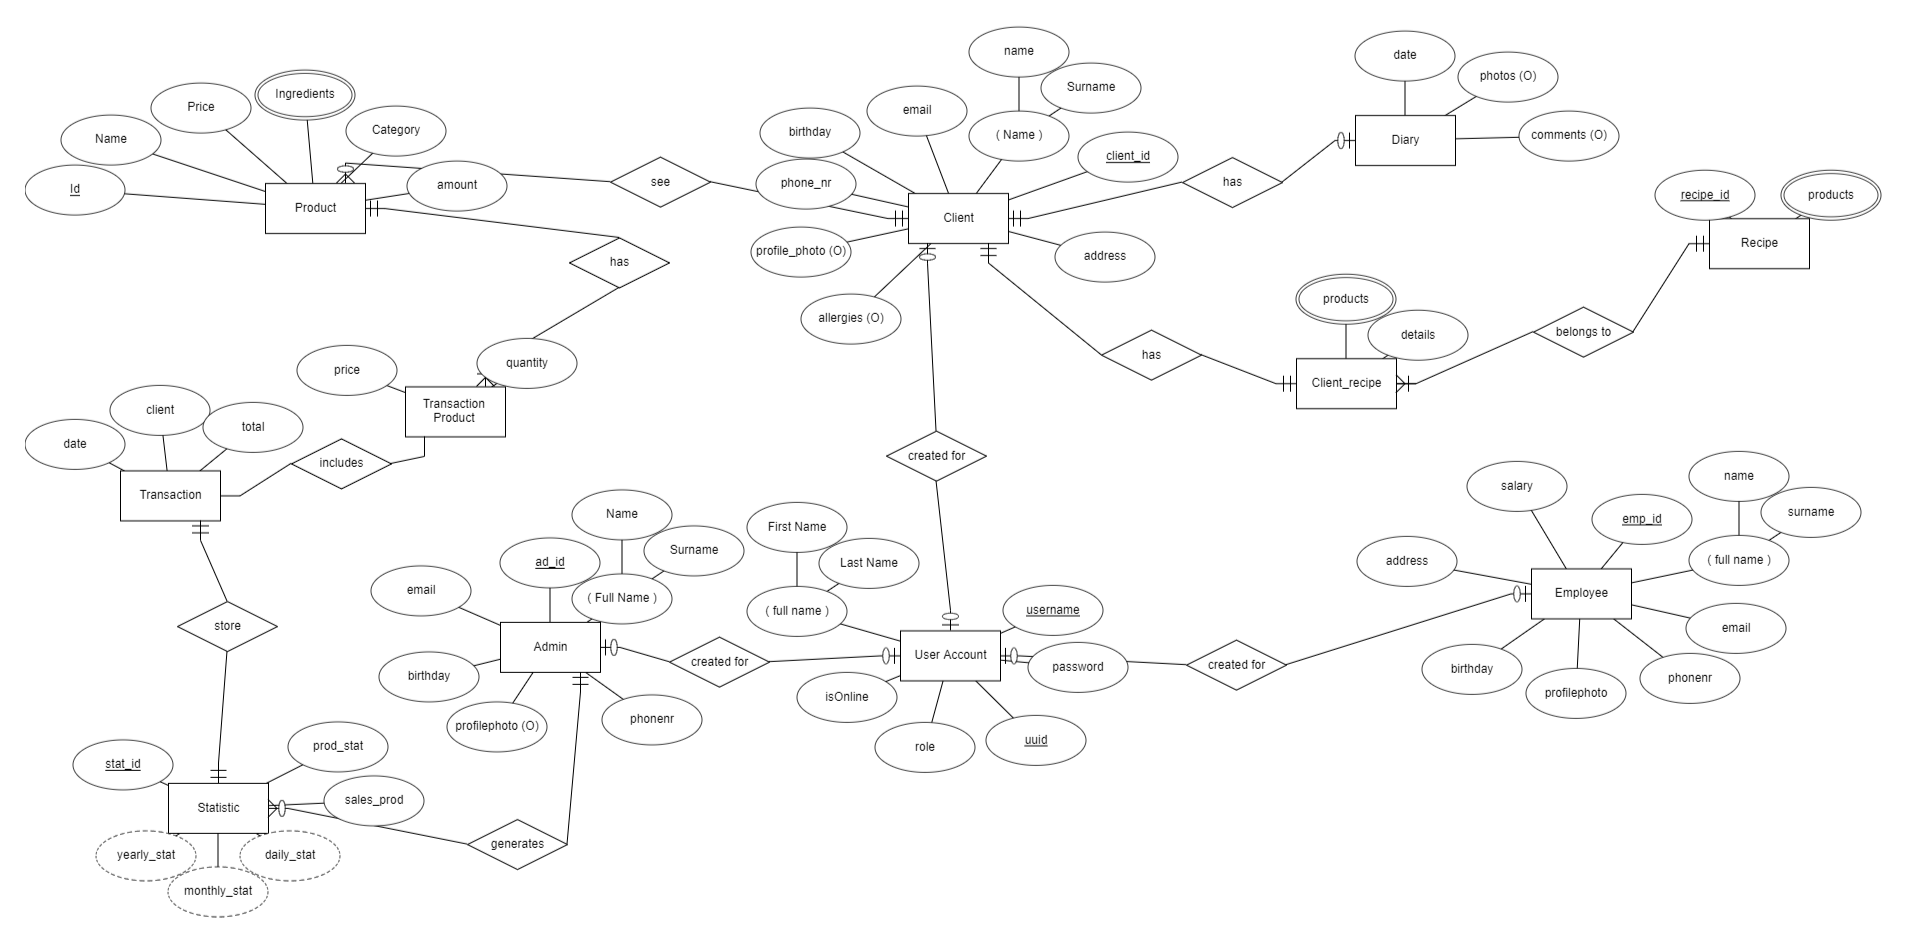 name
date
photos (O)
Surname
Ingredients
Price
email
Category
birthday
( Name )
Name
client_id
Diary
comments (O)
see
has
phone_nr
Id
amount
recipe_id
products
Product
Client
Recipe
profile_photo (O)
address
has
products
allergies (O)
details
belongs to
has
quantity
price
Client_recipe
Transaction
Product
client
total
date
includes
created for
Transaction
name
salary
surname
emp_id
Name
First Name
Surname
Last Name
ad_id
address
( full name )
email
( Full Name )
( full name )
username
Employee
store
email
Admin
created for
User Account
password
created for
birthday
birthday
phonenr
profilephoto
isOnline
profilephoto (O)
phonenr
role
uuid
prod_stat
stat_id
sales_prod
Statistic
generates
yearly_stat
daily_stat
monthly_stat